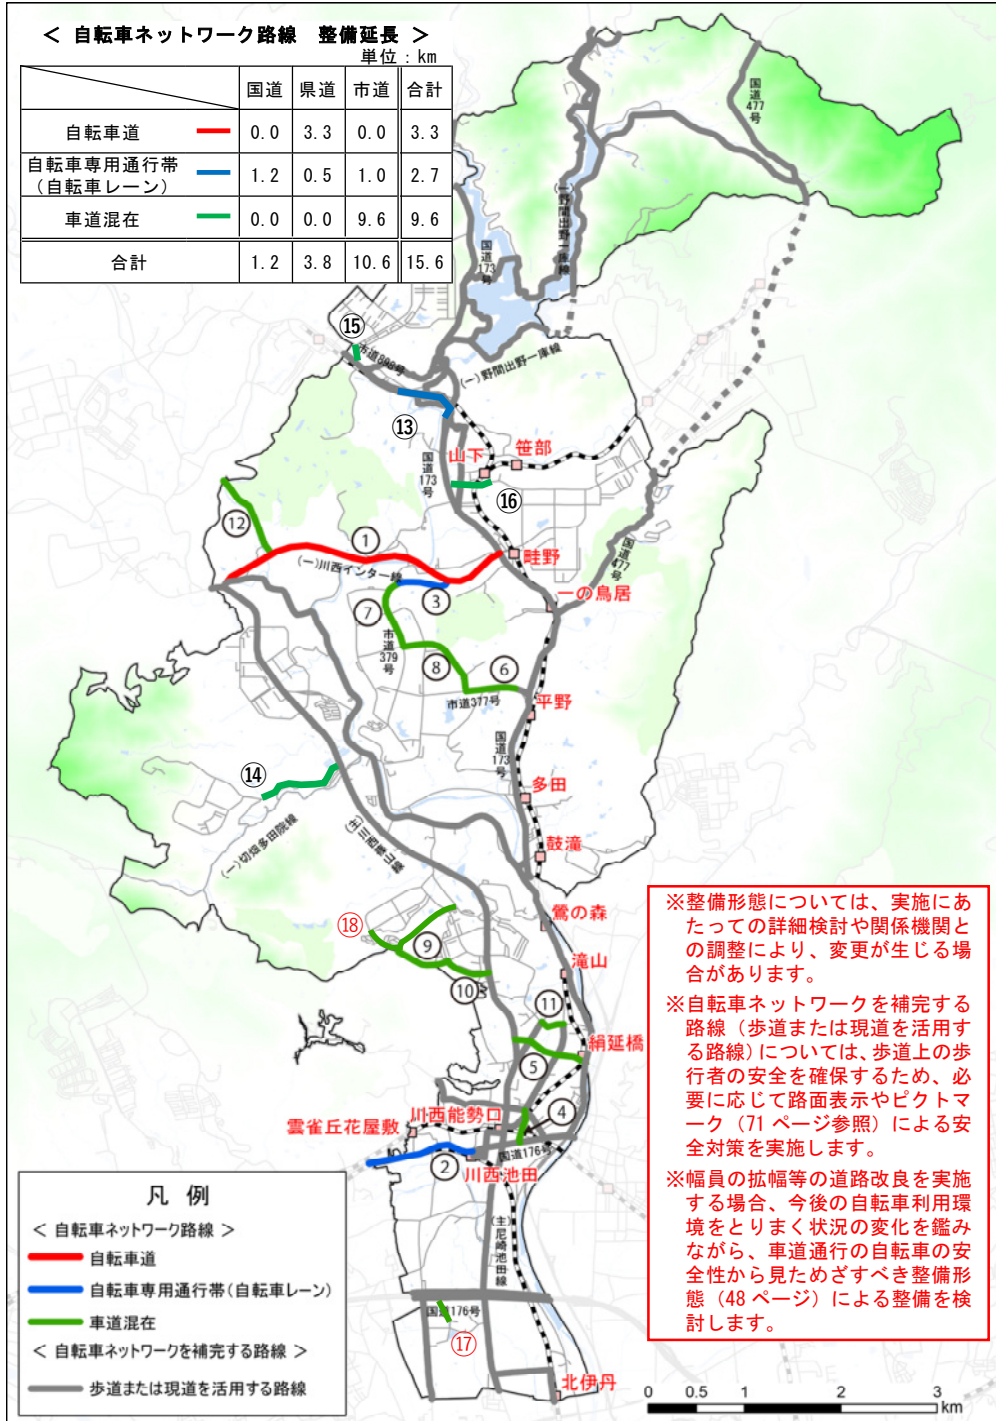 ＜ 自転車ネットワーク路線　整備延長 ＞
単位：km
国道 県道 市道 合計
自転車道 0.0 3.3 0.0 3.3
自転車専用通行帯
（自転車レーン） 1.2 0.5 1.0 2.7
車道混在 0.0 0.0 9.6 9.6
合計 1.2 3.8 10.6 15.6
国道477号
(一)野間出野一庫線
国道173号
⑮
市道898号
(一)野間出野一庫線
⑬
国道173号
山下
笹部
⑯
⑫
①
畦野
国道477号
(一)川西インター線
③
一の鳥居
⑦
市道379号
⑧
⑥
市道377号
平野
国道173号
⑭
多田
(一)切畑多田院線
(主)川西篠山線
鼓滝
鶯の森
⑱
⑨
滝山
⑩
⑪
絹延橋
⑤
④
川西能勢口
雲雀丘花屋敷
国道176号
②
川西池田
(主)尼崎池田線
国道176号
⑰
北伊丹
※整備形態については、実施にあ
たっての詳細検討や関係機関と
の調整により、変更が生じる場
合があります。
※自転車ネットワークを補完する
路線（歩道または現道を活用す
る路線）については、歩道上の歩
行者の安全を確保するため、必
要に応じて路面表示やピクトマ
ーク（71 ページ参照）による安
全対策を実施します。
※幅員の拡幅等の道路改良を実施
する場合、今後の自転車利用環
境をとりまく状況の変化を鑑み
ながら、車道通行の自転車の安
全性から見ためざすべき整備形
態（48 ページ）による整備を検
討します。
凡 例
＜ 自転車ネットワーク路線 ＞
自転車道
自転車専用通行帯(自転車レーン)
車道混在
＜ 自転車ネットワークを補完する路線 ＞
歩道または現道を活用する路線
0 0.5 1 2 3
km